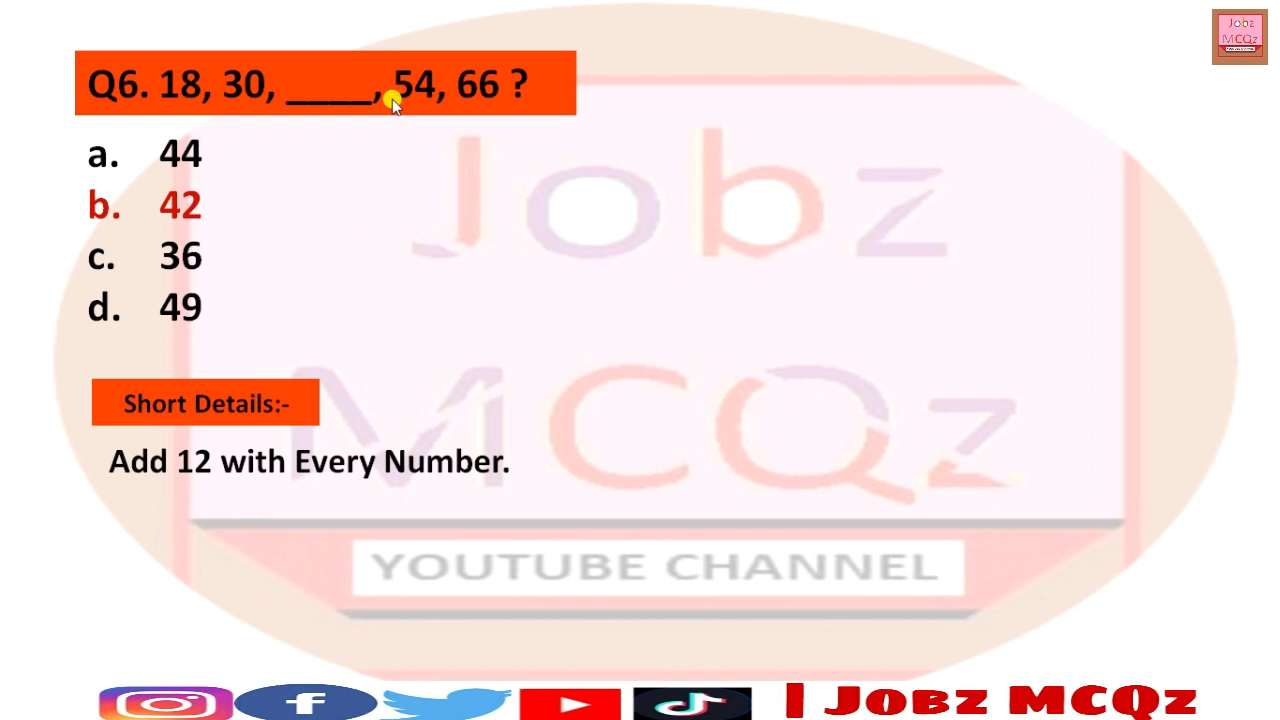 Jobz
MCQz
Q6. 18, 30, ____, 54, 66 ?
a. 44
b. 42
c. 36
d. 49
Jobz
MCQz
Short Details:-
Add 12 with Every Number.
YOUTUBE CHANNEL
| Jobz MCQz